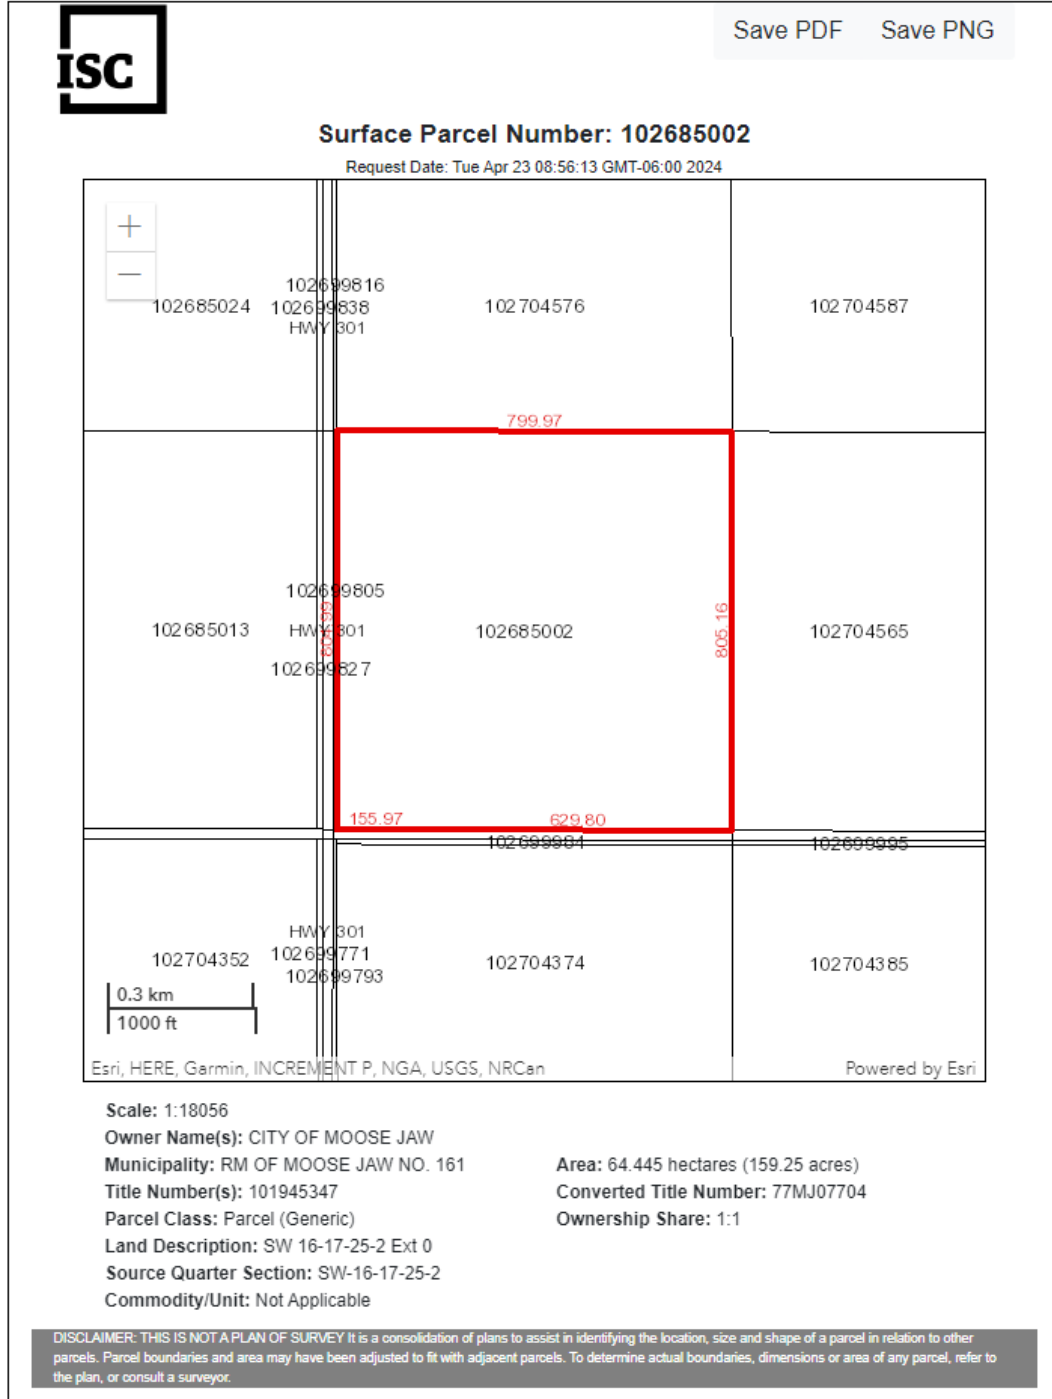 ISC
Save PDF Save PNG
Surface Parcel Number: 102685002
Request Date: Tue Apr 23 08:56:13 GMT-06:00 2024
+
−
102699816
102685024 102699838 102704576 102704587
HWY 301
799.97
102699805
804.99
805.16
102685013 HWY 301 102685002 102704565
102699827
155.97 629.80
102699984 102699995
HWY 301
102704352 102699771 102704374 102704385
102699793
0.3 km
1000 ft
Esri, HERE, Garmin, INCREMENT P, NGA, USGS, NRCan Powered by Esri
Scale: 1:18056
Owner Name(s): CITY OF MOOSE JAW
Municipality: RM OF MOOSE JAW NO. 161 Area: 64.445 hectares (159.25 acres)
Title Number(s): 101945347 Converted Title Number: 77MJ07704
Parcel Class: Parcel (Generic) Ownership Share: 1:1
Land Description: SW 16-17-25-2 Ext 0
Source Quarter Section: SW-16-17-25-2
Commodity/Unit: Not Applicable
DISCLAIMER: THIS IS NOT A PLAN OF SURVEY It is a consolidation of plans to assist in identifying the location, size and shape of a parcel in relation to other
parcels. Parcel boundaries and area may have been adjusted to fit with adjacent parcels. To determine actual boundaries, dimensions or area of any parcel, refer to
the plan, or consult a surveyor.